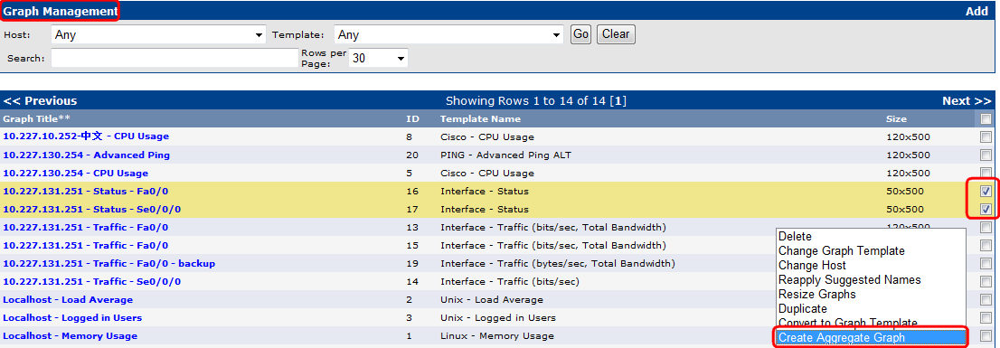 Graph Management Add
Host: Any Template: Any Go Clear
Search: Rows per Page: 30
<< Previous Showing Rows 1 to 14 of 14 [1] Next >>
Graph Title** ID Template Name Size
10.227.10.252-中文 - CPU Usage 8 Cisco - CPU Usage 120x500
10.227.130.254 - Advanced Ping 20 PING - Advanced Ping ALT 120x500
10.227.130.254 - CPU Usage 5 Cisco - CPU Usage 120x500
10.227.131.251 - Status - Fa0/0 16 Interface - Status 50x500
10.227.131.251 - Status - Se0/0/0 17 Interface - Status 50x500
10.227.131.251 - Traffic - Fa0/0 13 Interface - Traffic (bits/sec, Total Bandwidth) 120x500
10.227.131.251 - Traffic - Fa0/0 15 Interface - Traffic (bits/sec, Total Bandwidth)
10.227.131.251 - Traffic - Fa0/0 - backup 19 Interface - Traffic (bytes/sec, Total Bandwidth)
10.227.131.251 - Traffic - Se0/0/0 14 Interface - Traffic (bits/sec)
Localhost - Load Average 2 Unix - Load Average
Localhost - Logged in Users 3 Unix - Logged in Users
Localhost - Memory Usage 1 Linux - Memory Usage
Delete
Change Graph Template
Change Host
Reapply Suggested Names
Resize Graphs
Duplicate
Convert to Graph Template
Create Aggregate Graph